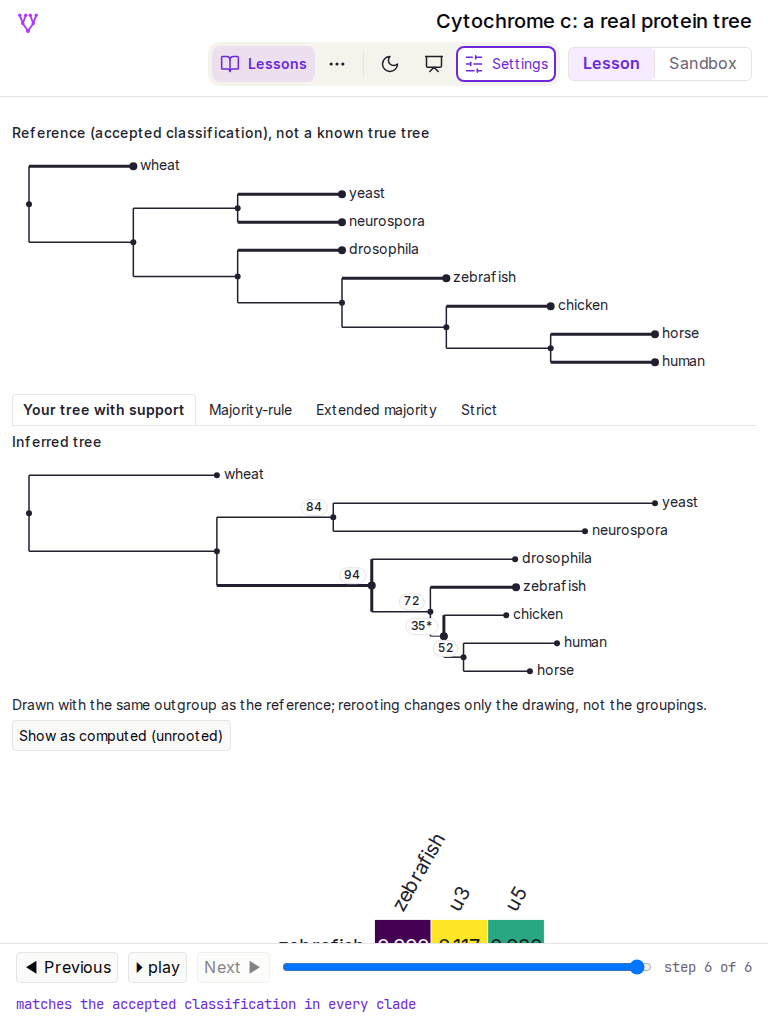 Cytochrome c: a real protein tree
Lessons
Settings
Lesson
Sandbox
Reference (accepted classification), not a known true tree
wheat
yeast
neurospora
drosophila
zebrafish
chicken
horse
human
Your tree with support
Majority-rule
Extended majority
Strict
Inferred tree
wheat
84
yeast
neurospora
drosophila
94
zebrafish
72
chicken
35*
human
52
horse
Drawn with the same outgroup as the reference; rerooting changes only the drawing, not the groupings.
Show as computed (unrooted)
zebrafish
u3
u5
Previous
play
Next
step 6 of 6
matches the accepted classification in every clade